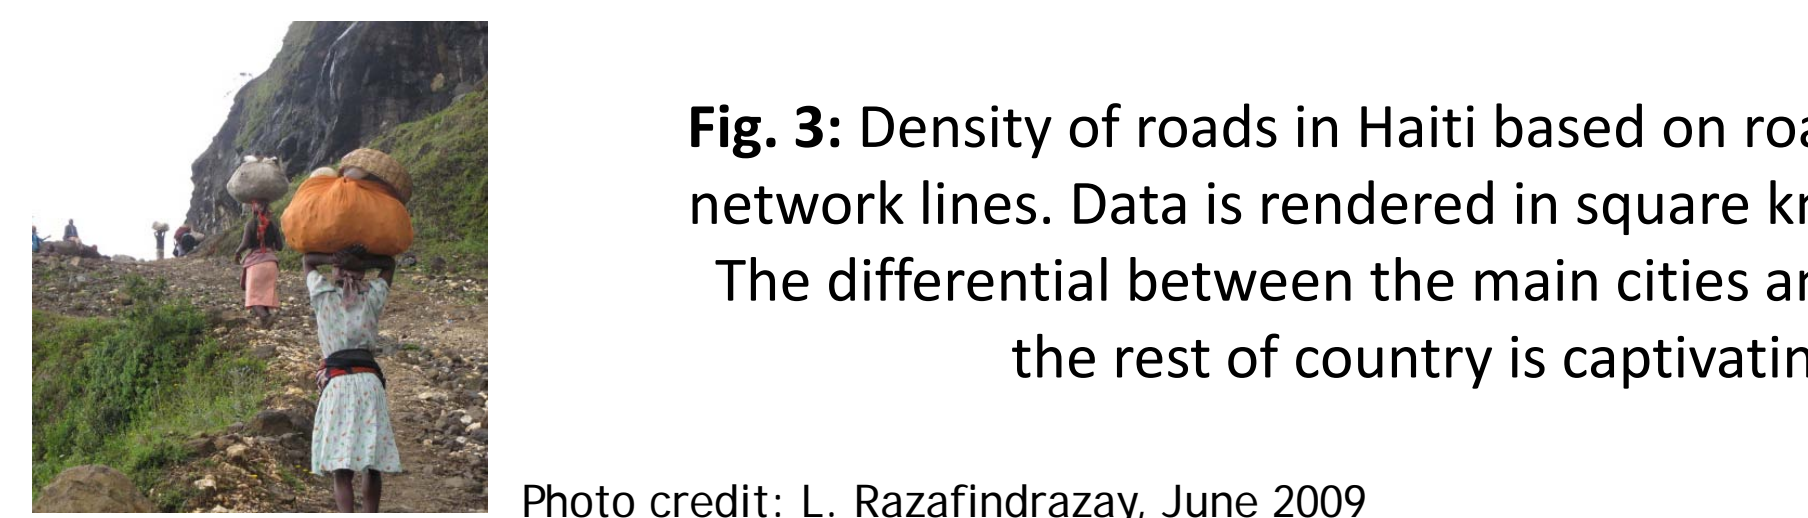 Fig. 3: Density of roads in Haiti based on
network lines. Data is rendered in square
The differential between the main cities
the rest of country is
Photo credit: L. Razafindrazay, June 2009